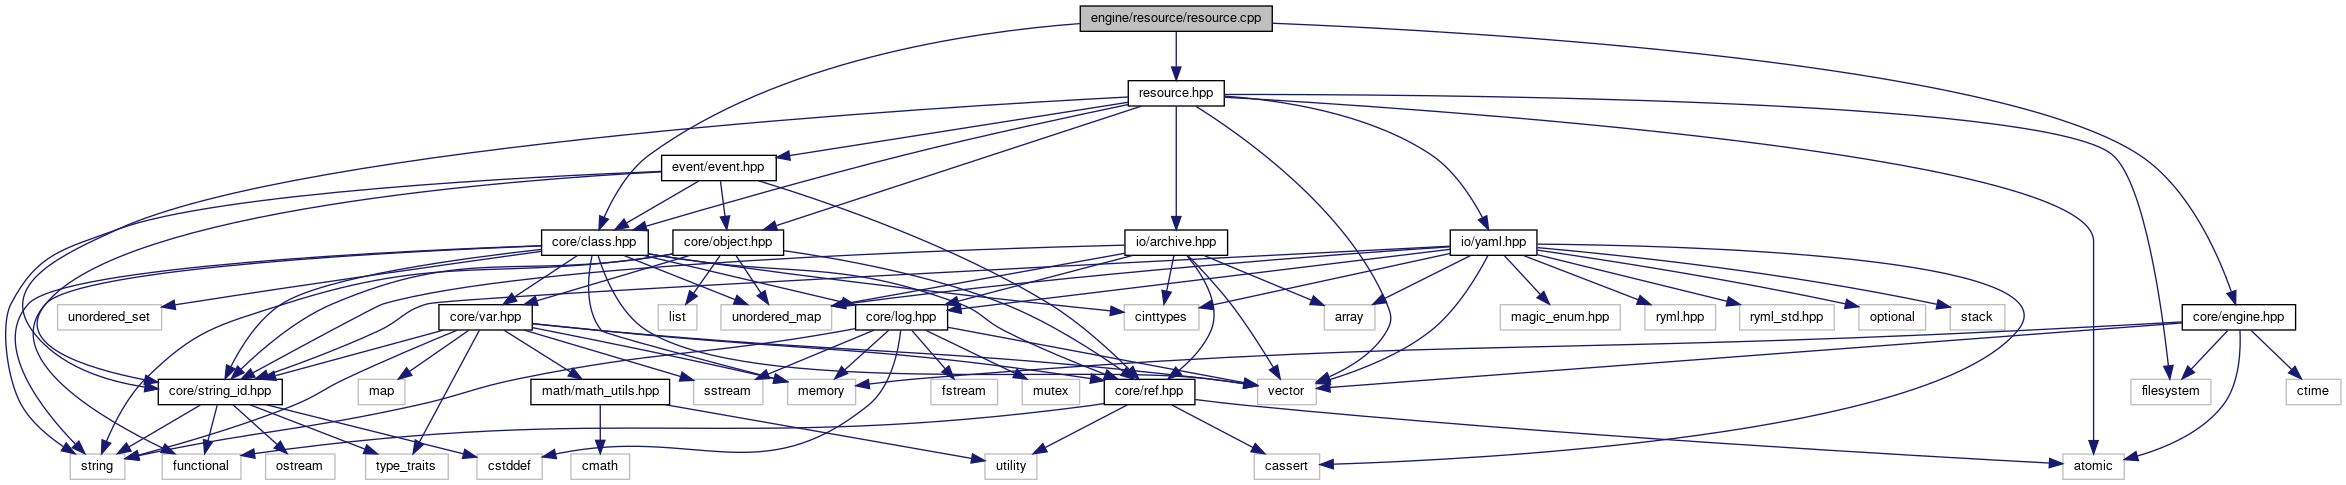 engine/resource/resource.cpp
resource.hpp
event/event.hpp
core/class.hpp
core/object.hpp
io/archive.hpp
io/yaml.hpp
unordered_set
core/var.hpp
list
unordered_map
core/log.hpp
cinttypes
array
magic_enum.hpp
ryml.hpp
ryml_std.hpp
optional
stack
core/engine.hpp
core/string_id.hpp
map
math/math_utils.hpp
sstream
memory
fstream
mutex
core/ref.hpp
vector
filesystem
ctime
string
functional
ostream
type_traits
cstddef
cmath
utility
cassert
atomic